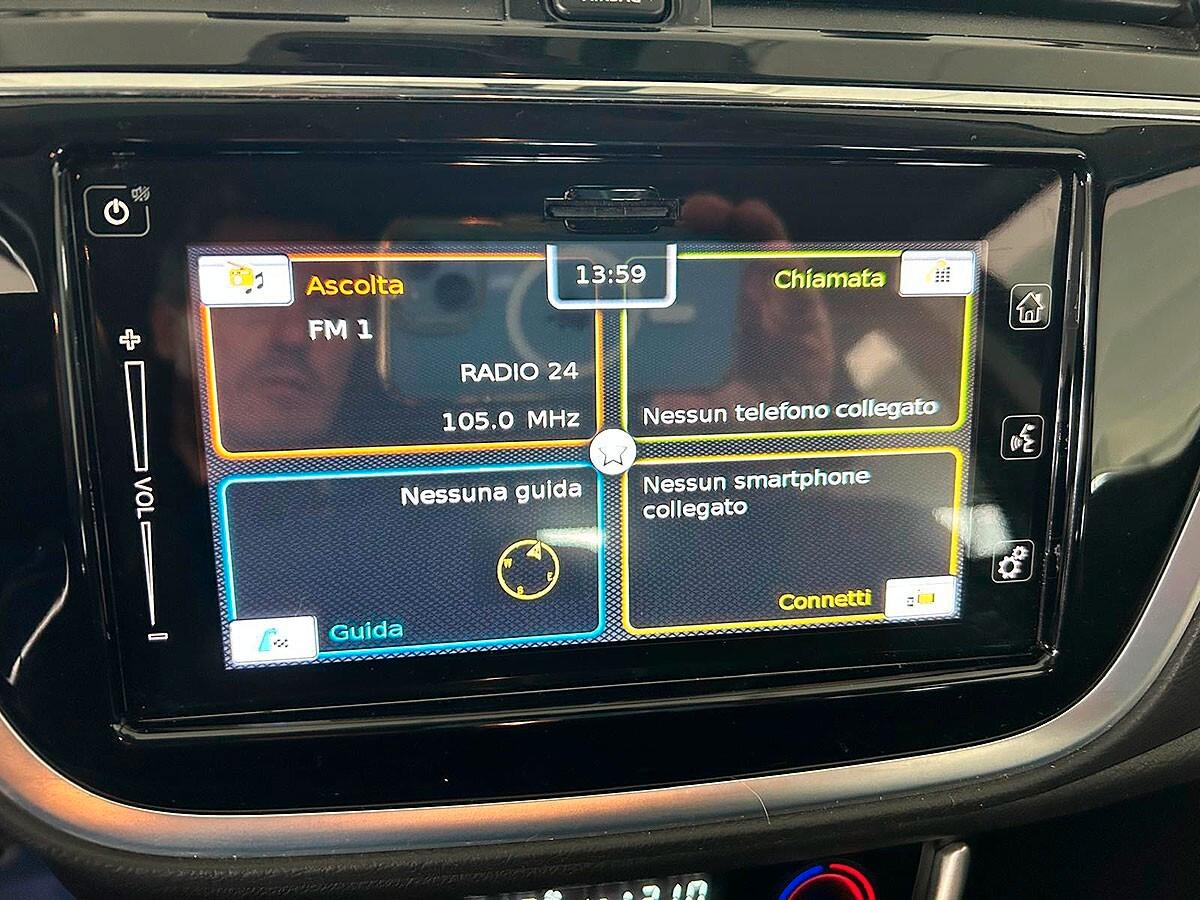 13:59
Ascolta
FM 1
RADIO 24
105.0 MHz
Chiamata
Nessun telefono collegato
Nessuna guida
W
E
S
Guida
Nessun smartphone
collegato
Connetti
VOL